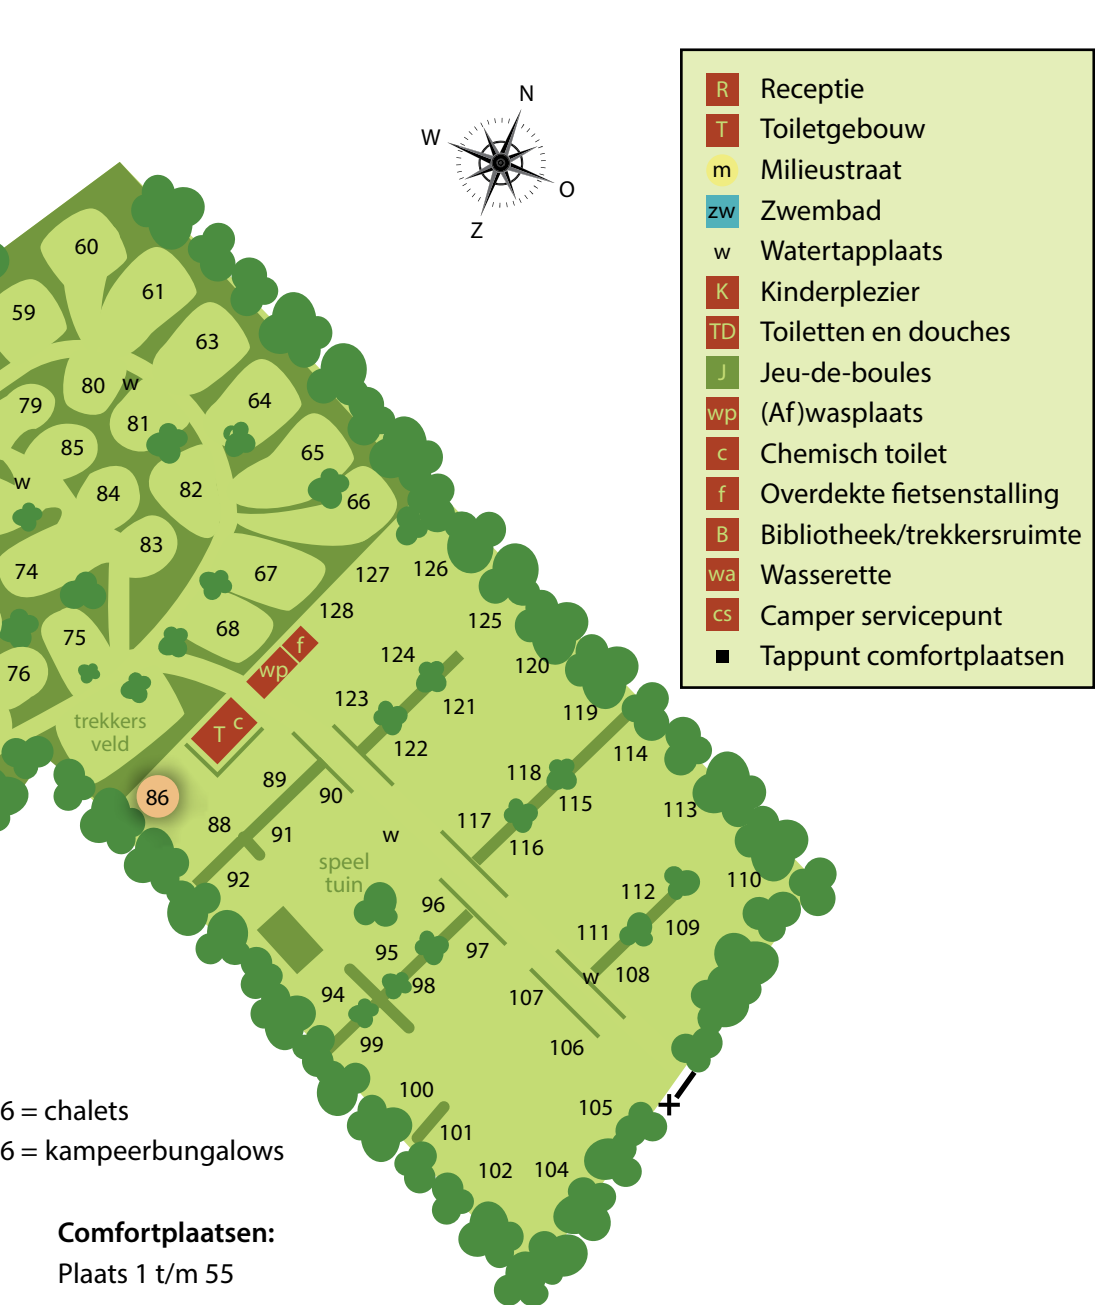 N
W
O
Z
R Receptie
T Toiletgebouw
m Milieustraat
zw Zwembad
w Watertapplaats
K Kinderplezier
TD Toiletten en douches
J Jeu-de-boules
wp (Af)wasplaats
c Chemisch toilet
f Overdekte fietsenstalling
B Bibliotheek/trekkersruimte
wa Wasserette
cs Camper servicepunt
Tappunt comfortplaatsen
60
61
59
63
80
w
64
79
81
85
65
w
84
82
66
83
74
67
127
126
128
75
68
125
f
124
wp
120
76
123
121
119
trekkers
veld
T
c
122
114
89
118
86
90
115
113
88
91
w
117
116
speel
tuin
92
110
112
96
109
111
95
97
108
w
98
94
107
99
106
100
105
6 = chalets
101
6 = kampeerbungalows
102
104
Comfortplaatsen:
Plaats 1 t/m 55